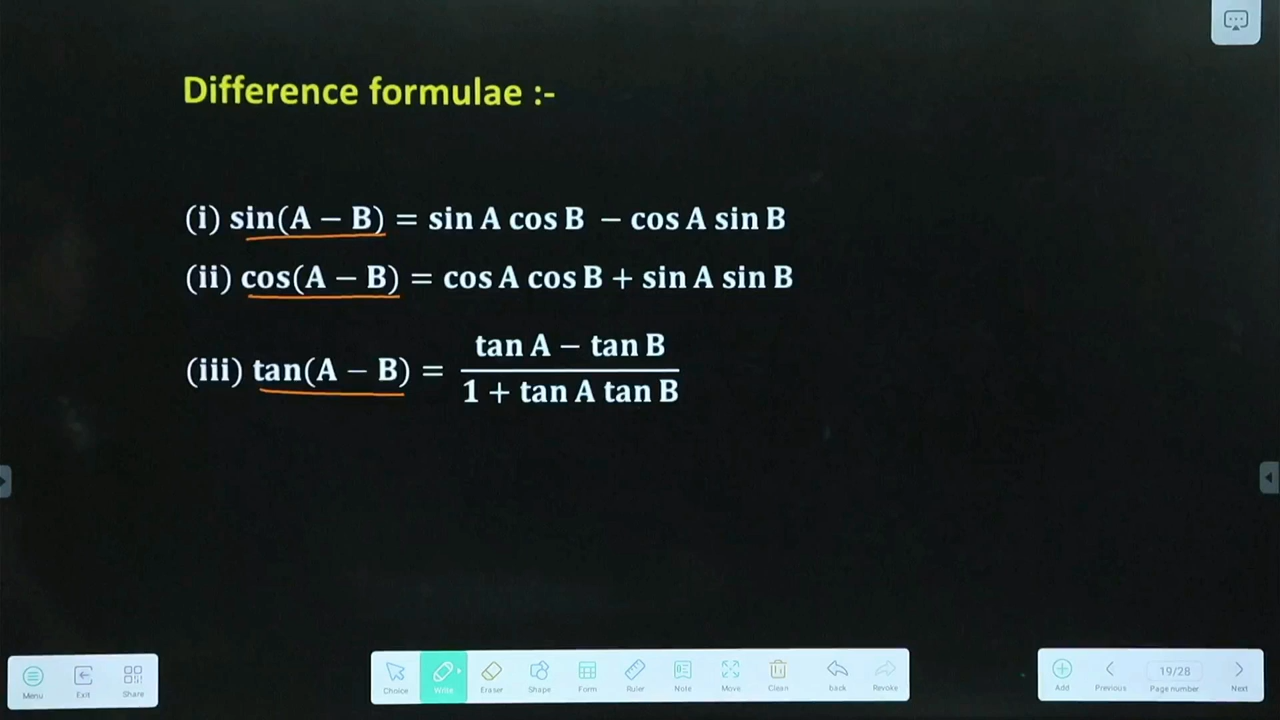 Difference formulae :-
(i) sin(A − B) = sin A cos B − cos A sin B
(ii) cos(A − B) = cos A cos B + sin A sin B
(iii) tan(A − B) = tan A − tan B / 1 + tan A tan B
Menu Exit Share Choice Write Eraser Shape Form Ruler Note Move Clean back Revoke Add Previous 19/28 Page number Next